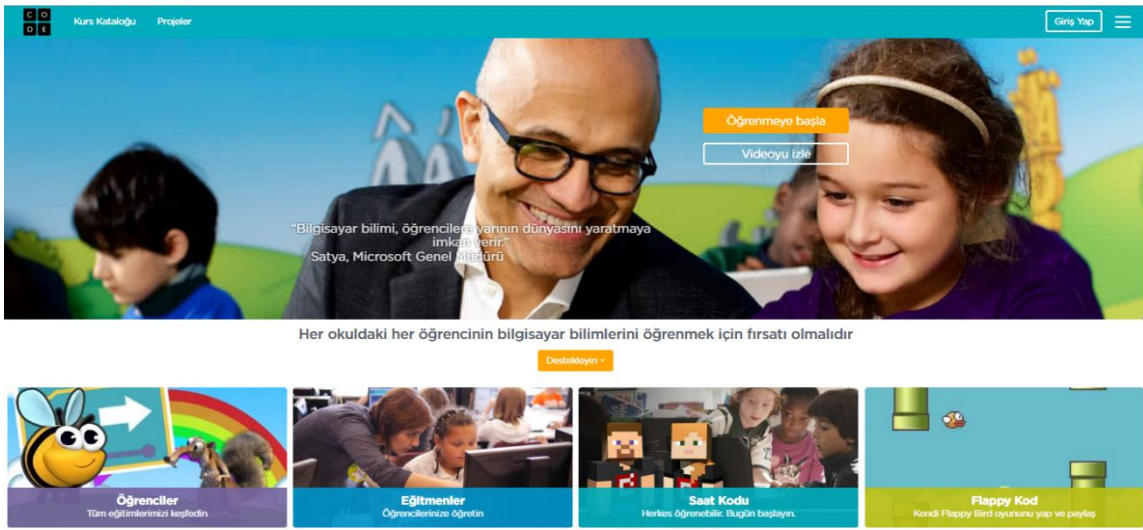 C O
D E
Kurs Kataloğu
Projeler
Giriş Yap
Öğrenmeye başla
Videoyu izle
"Bilgisayar bilimi, öğrencilere yarının dünyasını yaratmaya
imkan verir."
Satya, Microsoft Genel Müdürü
Her okuldaki her öğrencinin bilgisayar bilimlerini öğrenmek için fırsatı olmalıdır
Destekleyin
Öğrenciler
Tüm eğitimlerimizi keşfedin
Eğitmenler
Öğrencilerinize öğretin
Saat Kodu
Herkes öğrenebilir. Bugün başlayın.
Flappy Kod
Kendi Flappy Bird oyununu yap ve paylaş